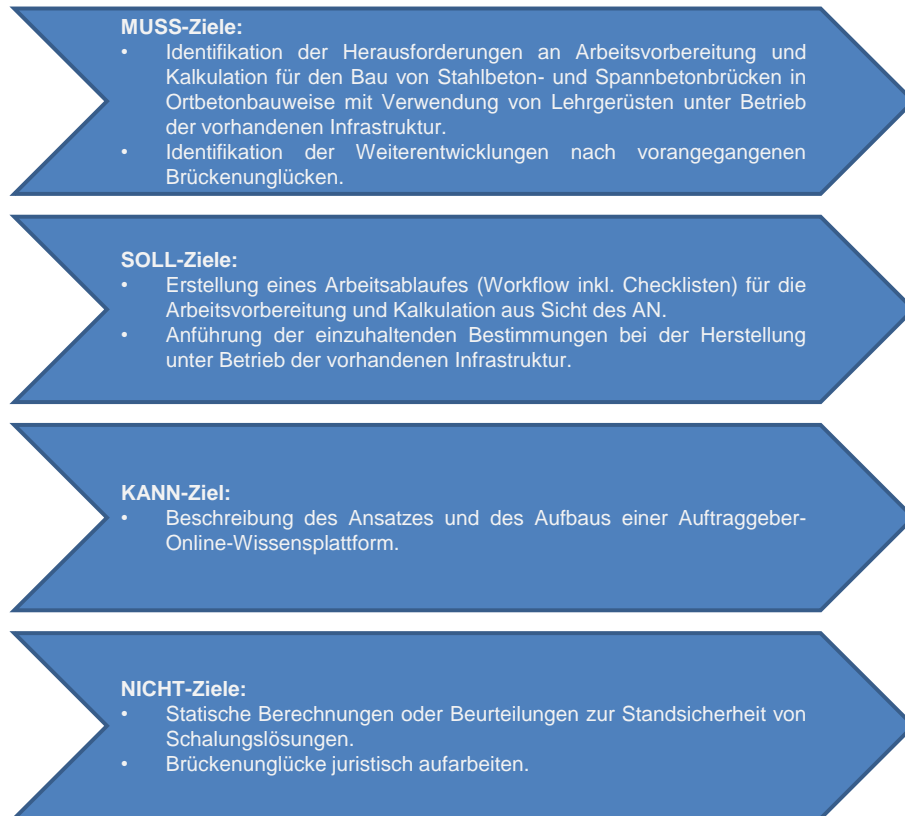 MUSS-Ziele:
• Identifikation der Herausforderungen an Arbeitsvorbereitung und
Kalkulation für den Bau von Stahlbeton- und Spannbetonbrücken in
Ortbetonbauweise mit Verwendung von Lehrgerüsten unter Betrieb
der vorhandenen Infrastruktur.
• Identifikation der Weiterentwicklungen nach vorangegangenen
Brückenunglücken.
SOLL-Ziele:
• Erstellung eines Arbeitsablaufes (Workflow inkl. Checklisten) für die
Arbeitsvorbereitung und Kalkulation aus Sicht des AN.
• Anführung der einzuhaltenden Bestimmungen bei der Herstellung
unter Betrieb der vorhandenen Infrastruktur.
KANN-Ziel:
• Beschreibung des Ansatzes und des Aufbaus einer Auftraggeber-
Online-Wissensplattform.
NICHT-Ziele:
• Statische Berechnungen oder Beurteilungen zur Standsicherheit von
Schalungslösungen.
• Brückenunglücke juristisch aufarbeiten.